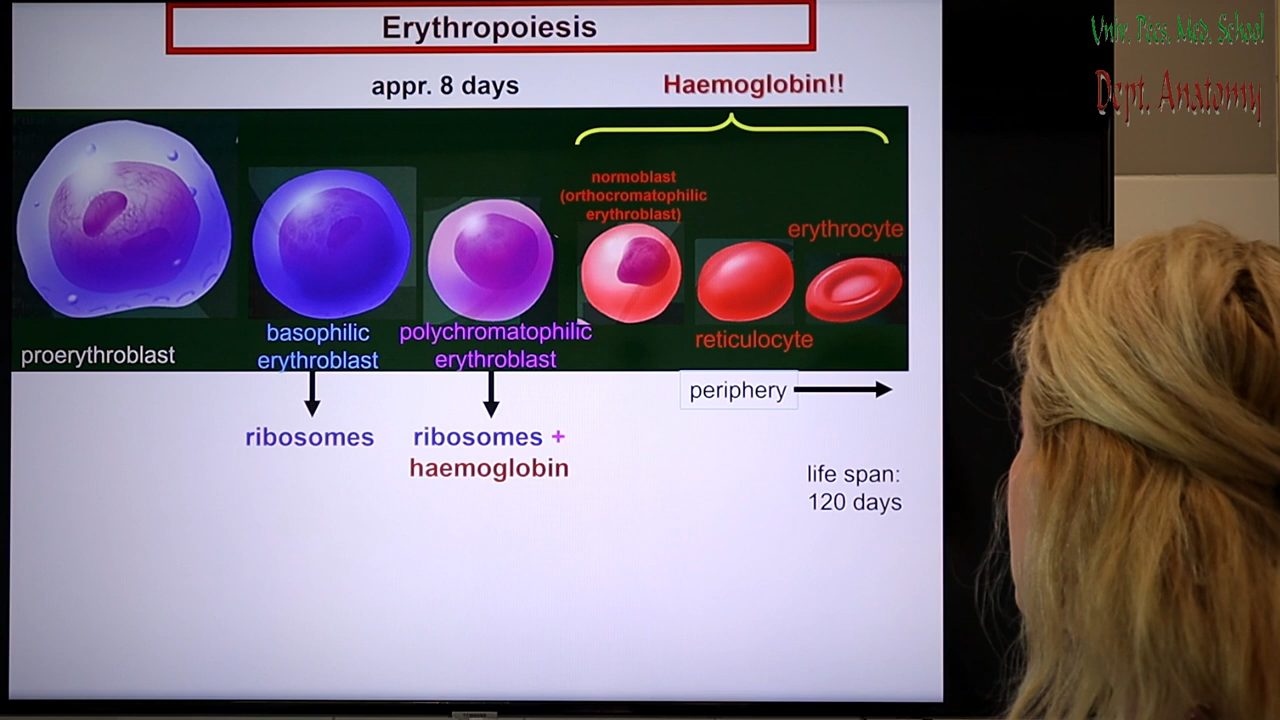 Erythropoiesis
Univ. Pécs. Med. School
Dept. Anatomy
appr. 8 days
Haemoglobin!!
normoblast
(orthocromatophilic
erythroblast)
erythrocyte
proerythroblast
basophilic
erythroblast
polychromatophilic
erythroblast
reticulocyte
periphery
ribosomes
ribosomes +
haemoglobin
life span:
120 days